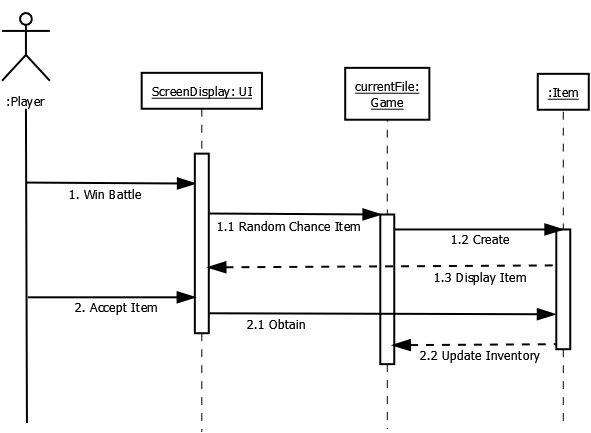 :Player
ScreenDisplay: UI
currentFile:
Game
:Item
1. Win Battle
1.1 Random Chance Item
1.2 Create
1.3 Display Item
2. Accept Item
2.1 Obtain
2.2 Update Inventory